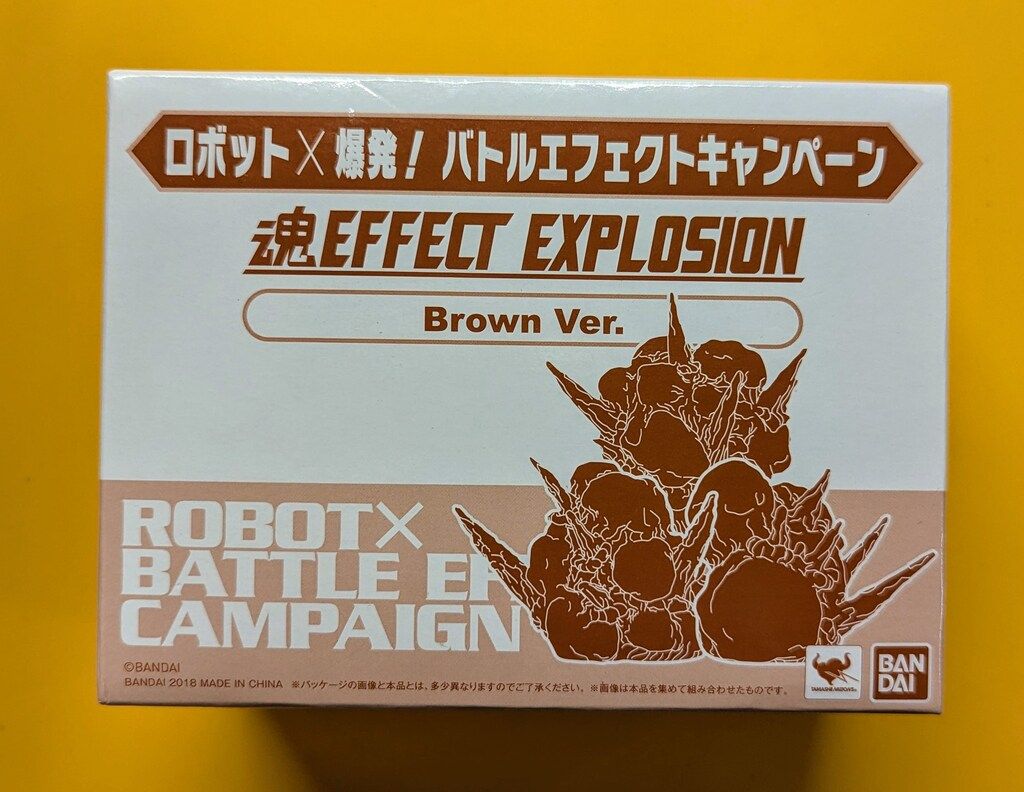 ロボット×爆発！バトルエフェクトキャンペーン
魂EFFECT EXPLOSION
Brown Ver.
ROBOT×
BATTLE EF
CAMPAIGN
©BANDAI
BANDAI 2018 MADE IN CHINA ※パッケージの画像と本品とは、多少異なりますのでご了承ください。※画像は本品を集めて組み合わせたものです。
TAMASHII NATIONS
BAN
DAI